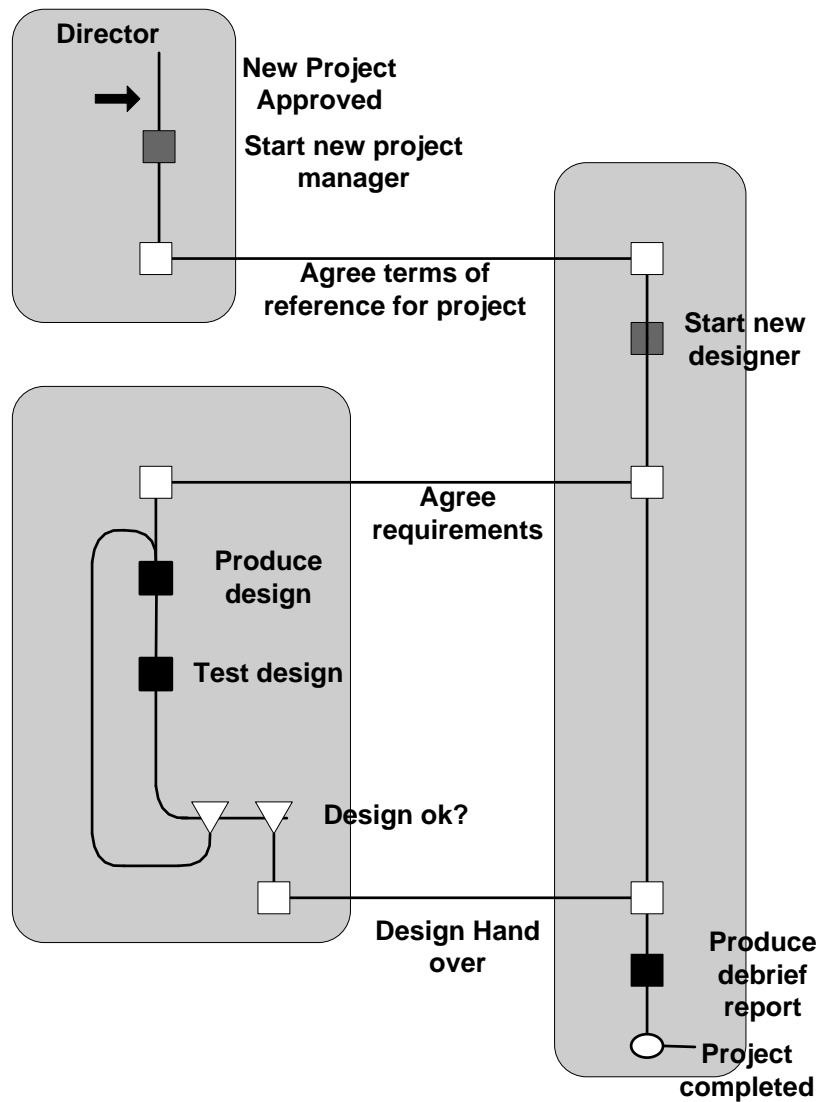 Director
New Project
Approved
Start new project
manager
Agree terms of
reference for project
Start new
designer
Agree
requirements
Produce
design
Test design
Design ok?
Design Hand
over
Produce
debrief
report
Project
completed